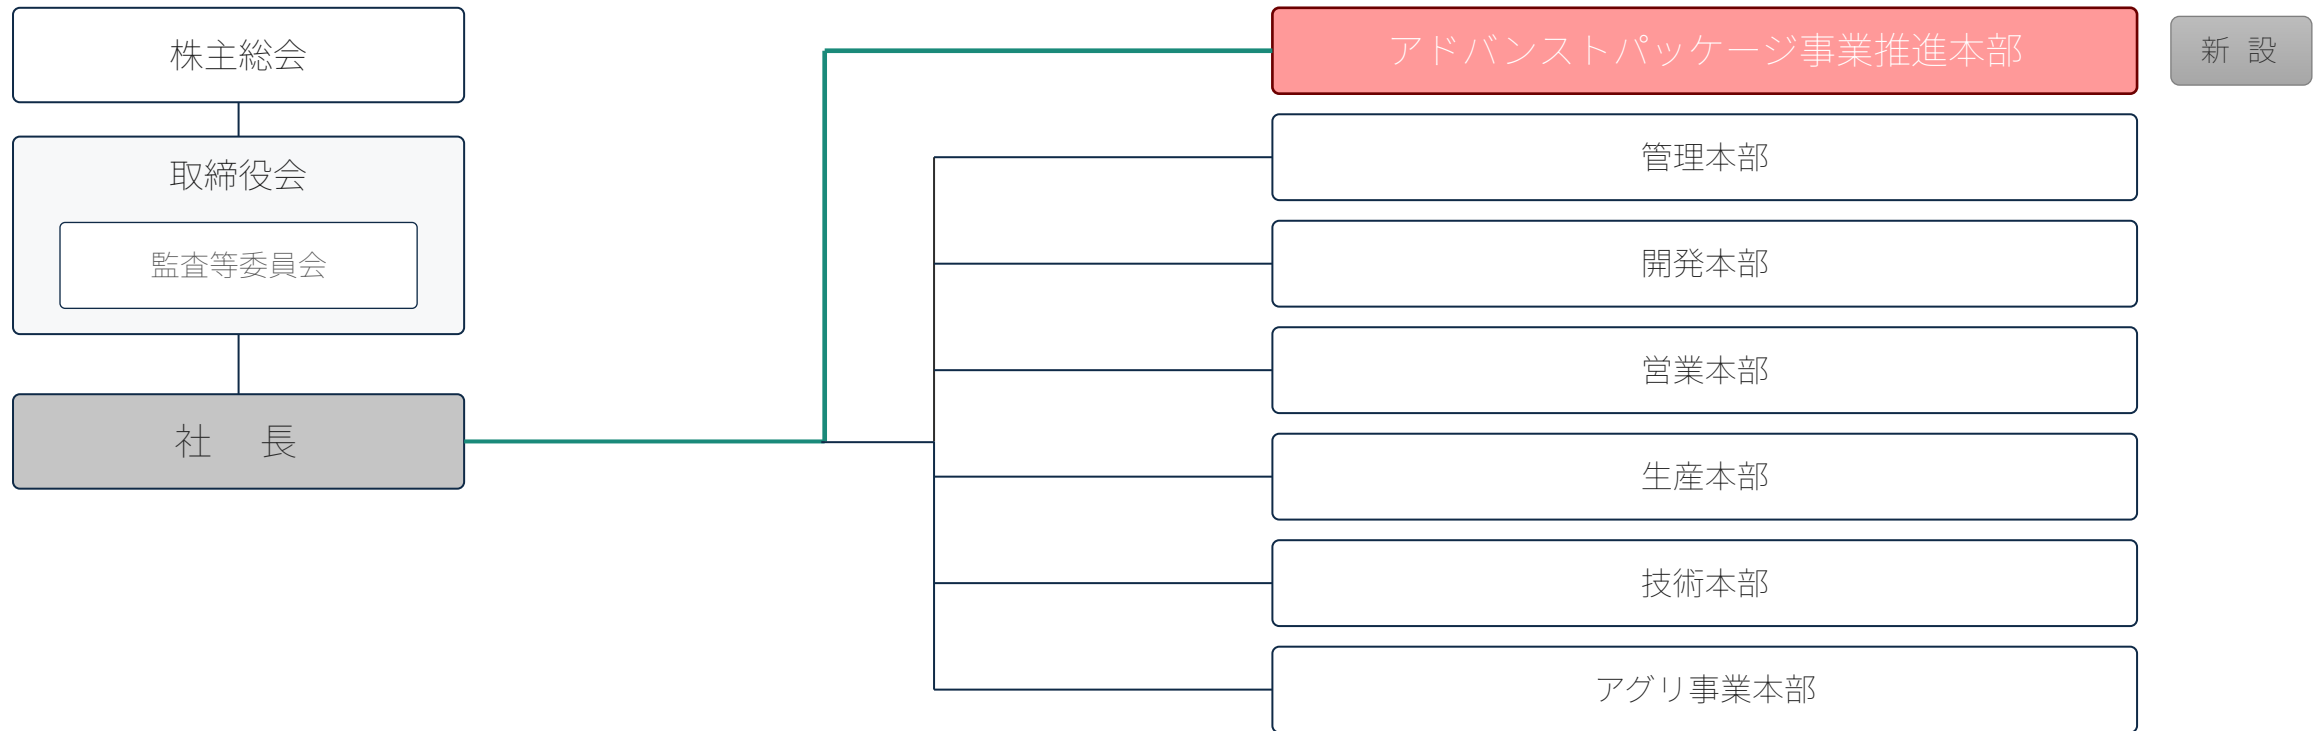 株主総会
取締役会
監査等委員会
社 長
アドバンストパッケージ事業推進本部
新 設
管理本部
開発本部
営業本部
生産本部
技術本部
アグリ事業本部